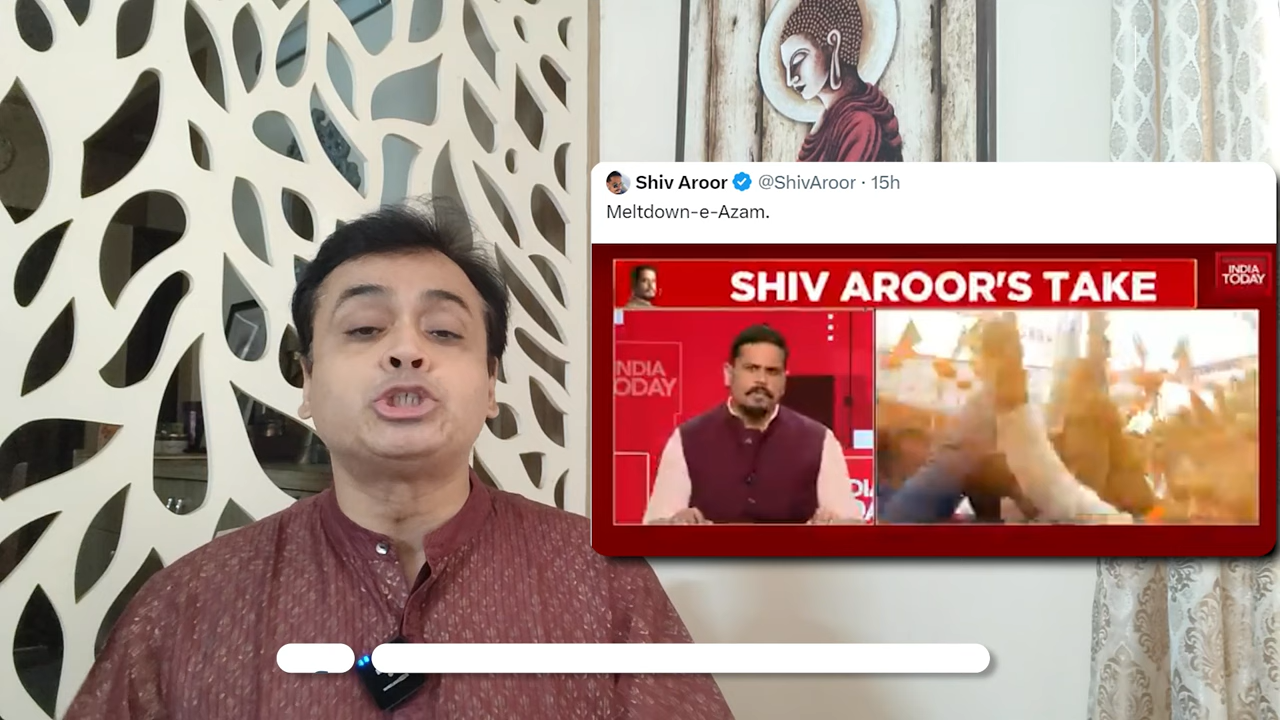 Shiv Aroor @ShivAroor · 15h
Meltdown-e-Azam.
SHIV AROOR'S TAKE
INDIA
TODAY
INDIA
TODAY